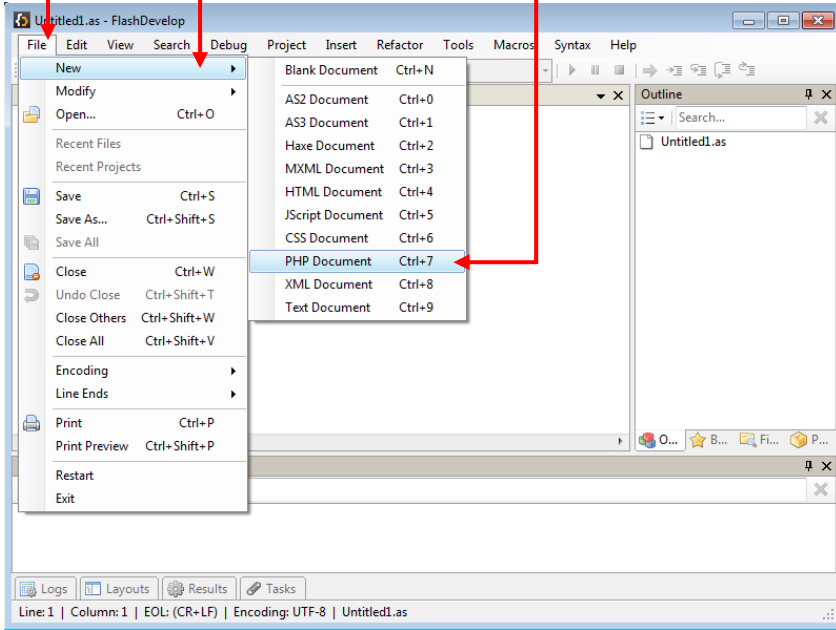 Untitled1.as - FlashDevelop
File Edit View Search Debug Project Insert Refactor Tools Macros Syntax Help
New
Modify
Open... Ctrl+O
Recent Files
Recent Projects
Save Ctrl+S
Save As... Ctrl+Shift+S
Save All
Close Ctrl+W
Undo Close Ctrl+Shift+T
Close Others Ctrl+Shift+W
Close All Ctrl+Shift+V
Encoding
Line Ends
Print Ctrl+P
Print Preview Ctrl+Shift+P
Restart
Exit
Blank Document Ctrl+N
AS2 Document Ctrl+0
AS3 Document Ctrl+1
Haxe Document Ctrl+2
MXML Document Ctrl+3
HTML Document Ctrl+4
JScript Document Ctrl+5
CSS Document Ctrl+6
PHP Document Ctrl+7
XML Document Ctrl+8
Text Document Ctrl+9
Outline
Search...
Untitled1.as
O... B... Fi... P...
Logs Layouts Results Tasks
Line: 1 | Column: 1 | EOL: (CR+LF) | Encoding: UTF-8 | Untitled1.as